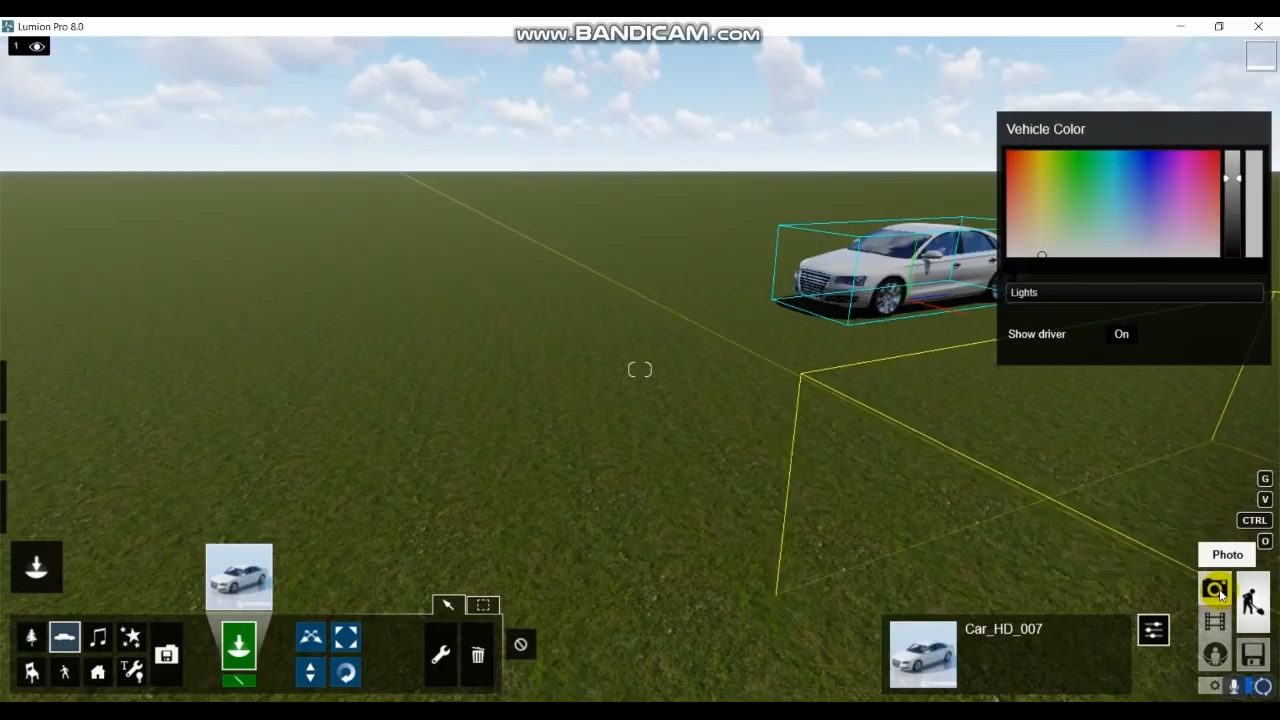 Lumion Pro 8.0
www.BANDICAM.com
1
Vehicle Color
Lights
Show driver On
G
V
CTRL
O
Photo
Car_HD_007
T